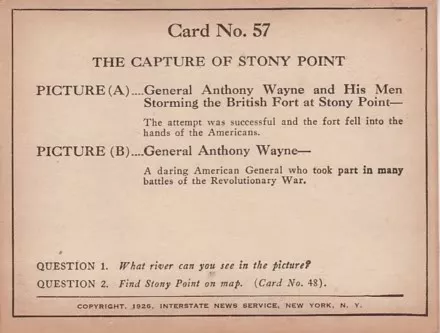 Card No. 57
THE CAPTURE OF STONY POINT
PICTURE (A)....General Anthony Wayne and His Men
Storming the British Fort at Stony Point—
The attempt was successful and the fort fell into the
hands of the Americans.
PICTURE (B)....General Anthony Wayne—
A daring American General who took part in many
battles of the Revolutionary War.
QUESTION 1. What river can you see in the picture?
QUESTION 2. Find Stony Point on map. (Card No. 48).
COPYRIGHT, 1926, INTERSTATE NEWS SERVICE, NEW YORK, N. Y.